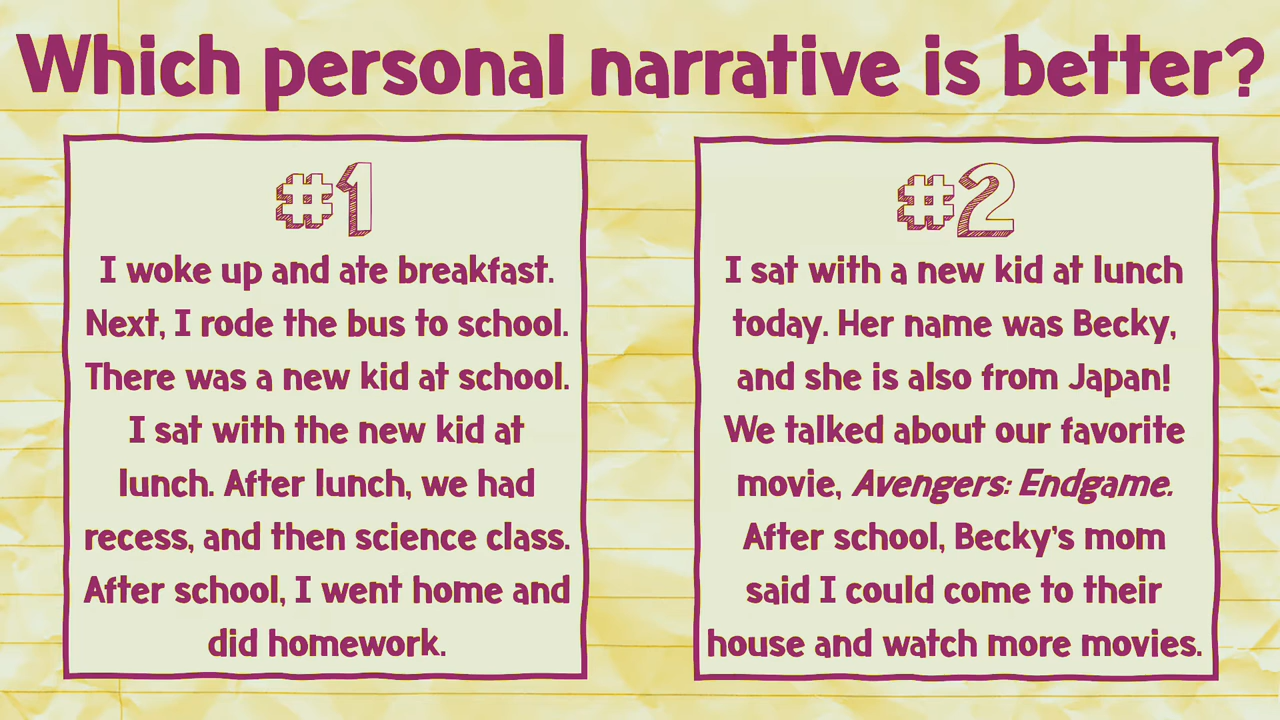 Which personal narrative is better?
#1
I woke up and ate breakfast.
Next, I rode the bus to school.
There was a new kid at school.
I sat with the new kid at
lunch. After lunch, we had
recess, and then science class.
After school, I went home and
did homework.
#2
I sat with a new kid at lunch
today. Her name was Becky,
and she is also from Japan!
We talked about our favorite
movie, Avengers: Endgame.
After school, Becky's mom
said I could come to their
house and watch more movies.